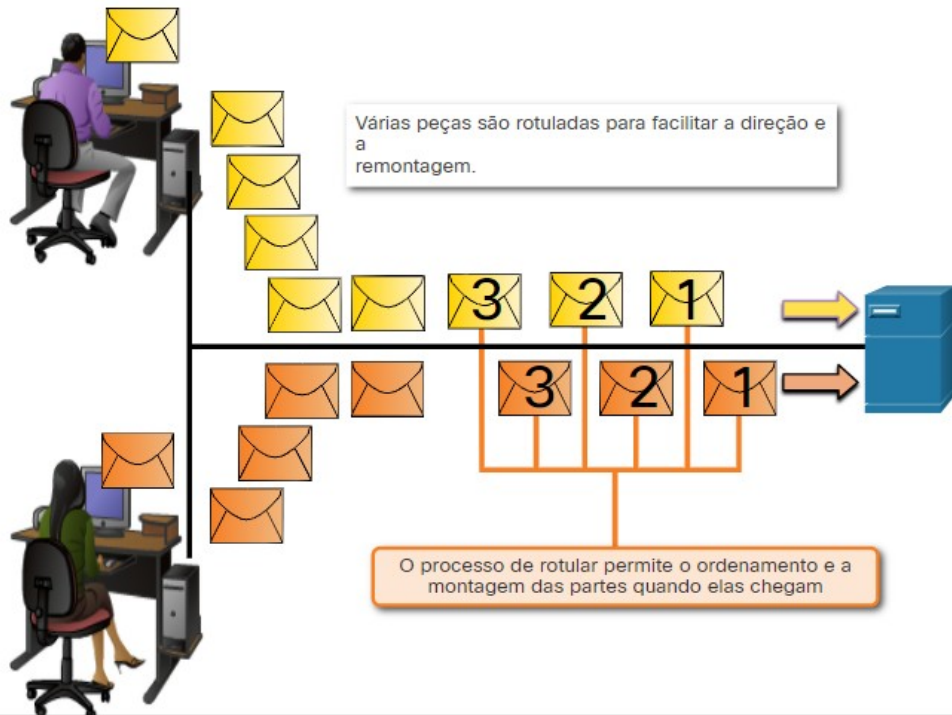 Várias peças são rotuladas para facilitar a direção e
a
remontagem.
3 2 1
3 2 1
O processo de rotular permite o ordenamento e a
montagem das partes quando elas chegam